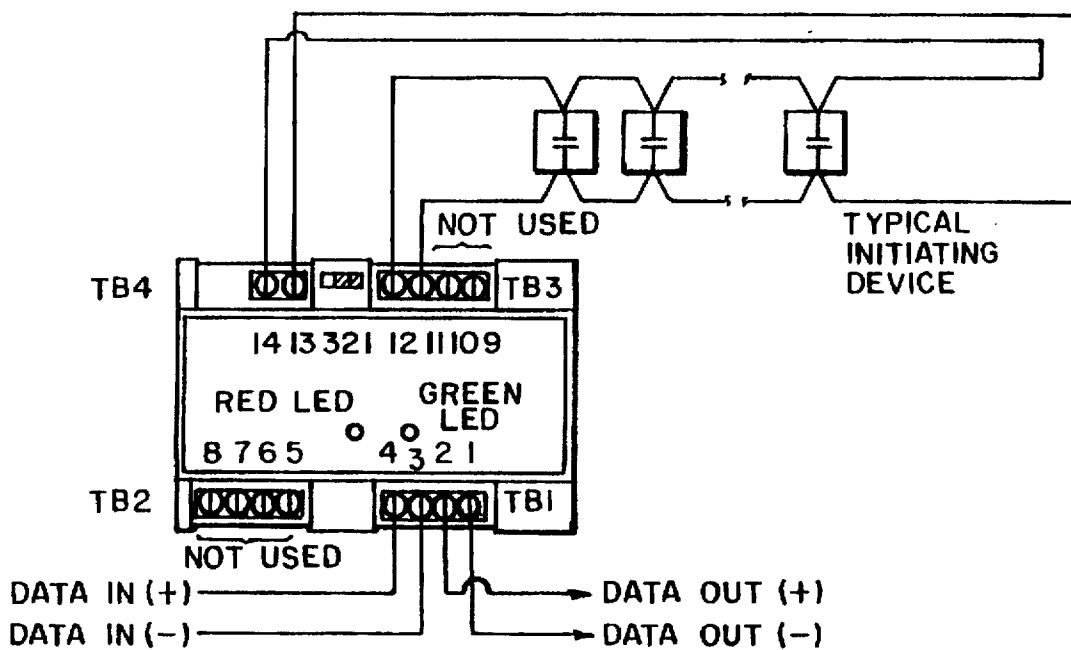 NOT USED
TYPICAL
INITIATING
DEVICE
TB4
TB3
14 13 3 2 1 12 11 10 9
RED LED
GREEN
LED
8 7 6 5 4 3 2 1
TB2
TB1
NOT USED
DATA IN (+)
DATA OUT (+)
DATA IN (-)
DATA OUT (-)